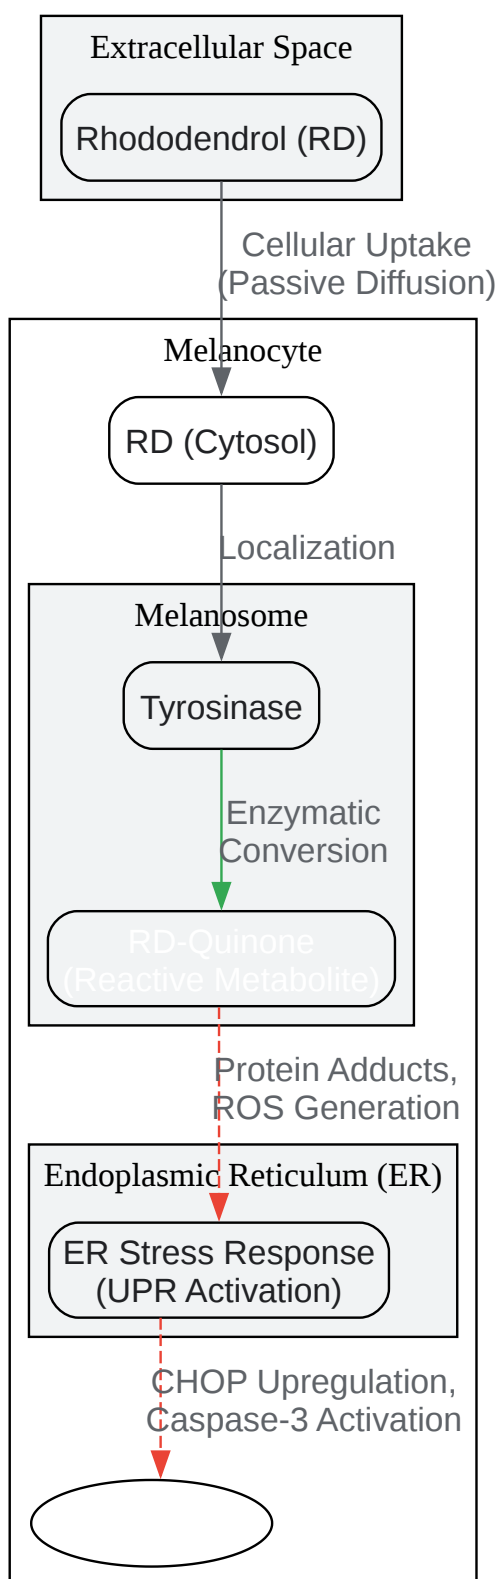 Extracellular Space
Rhododendrol (RD)
Cellular Uptake
(Passive Diffusion)
Melanocyte
RD (Cytosol)
Localization
Melanosome
Tyrosinase
Enzymatic
Conversion
RD-Quinone
(Reactive Metabolite)
Protein Adducts,
ROS Generation
Endoplasmic Reticulum (ER)
ER Stress Response
(UPR Activation)
CHOP Upregulation,
Caspase-3 Activation